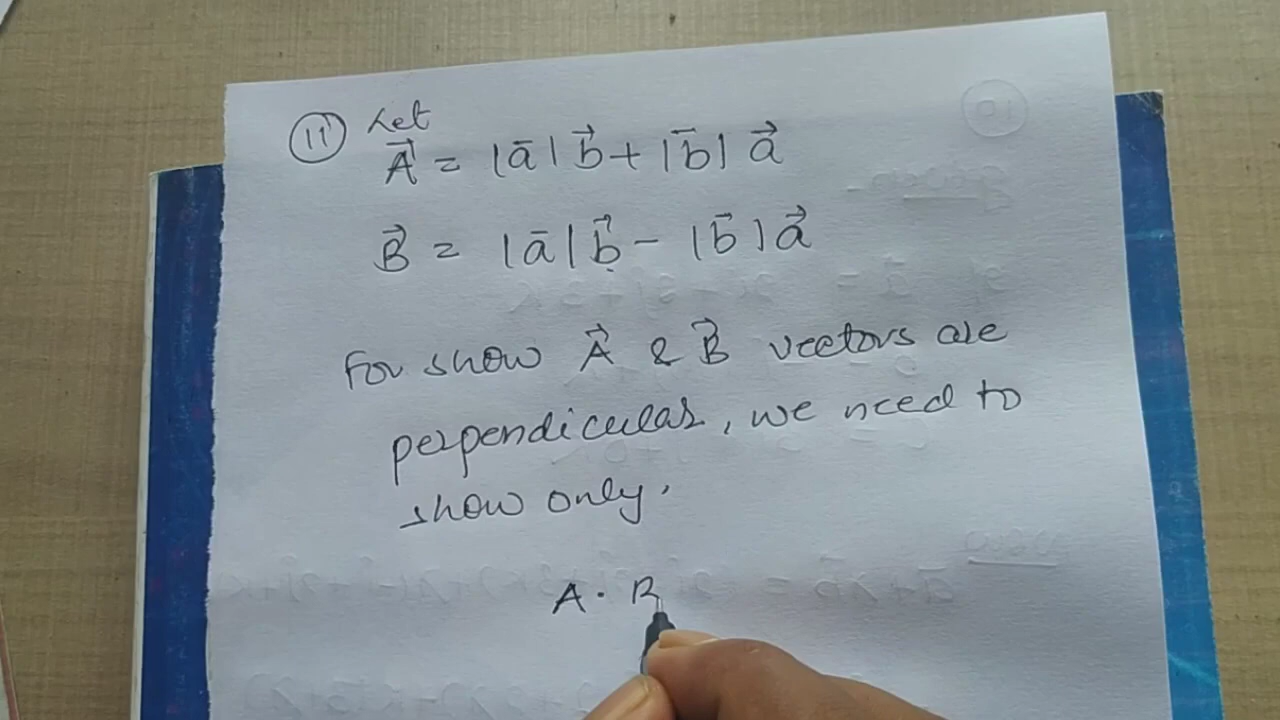 11 Let
A⃗ = |ā| b⃗ + |b̄| a⃗
B⃗ = |ā| b⃗ - |b̄| a⃗
For show A⃗ & B⃗ vectors are
perpendicular, we need to
show only.
A · B